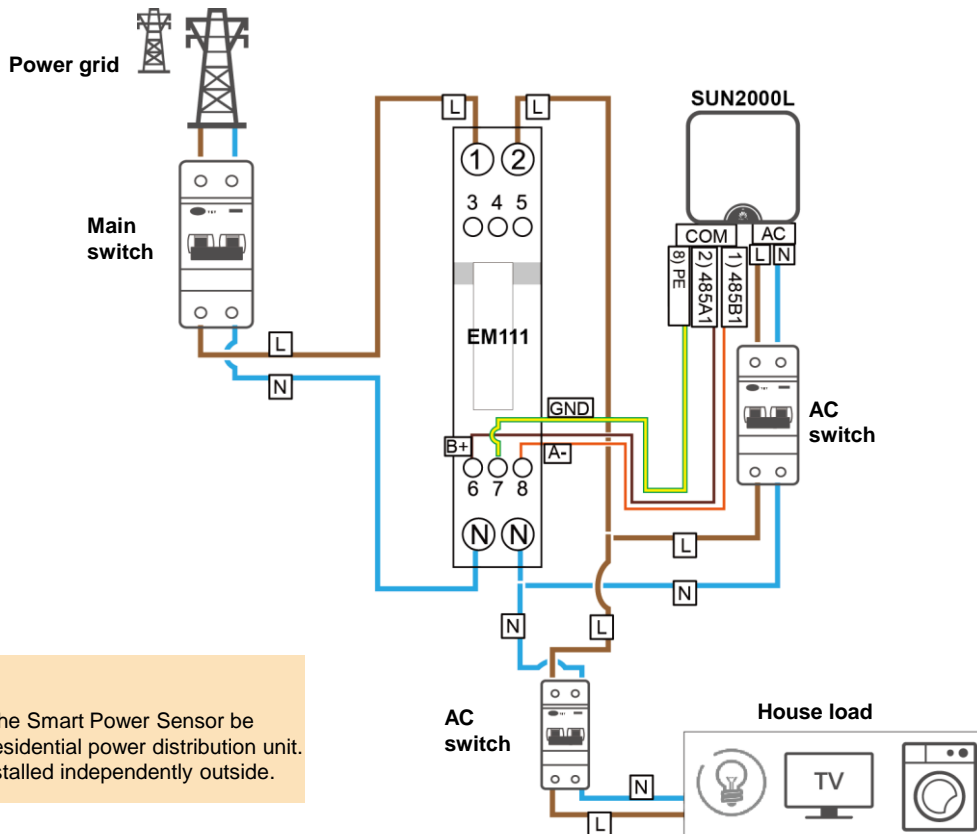 Power grid
L
L
SUN2000L
1
2
3 4 5
Main
switch
COM
AC
8) PE
2) 485A1
1) 485B1
L
N
EM111
L
N
GND
B+
A-
6 7 8
AC
switch
N
N
L
N
N
L
he Smart Power Sensor be
esidential power distribution unit.
stalled independently outside.
AC
switch
House load
TV
N
L